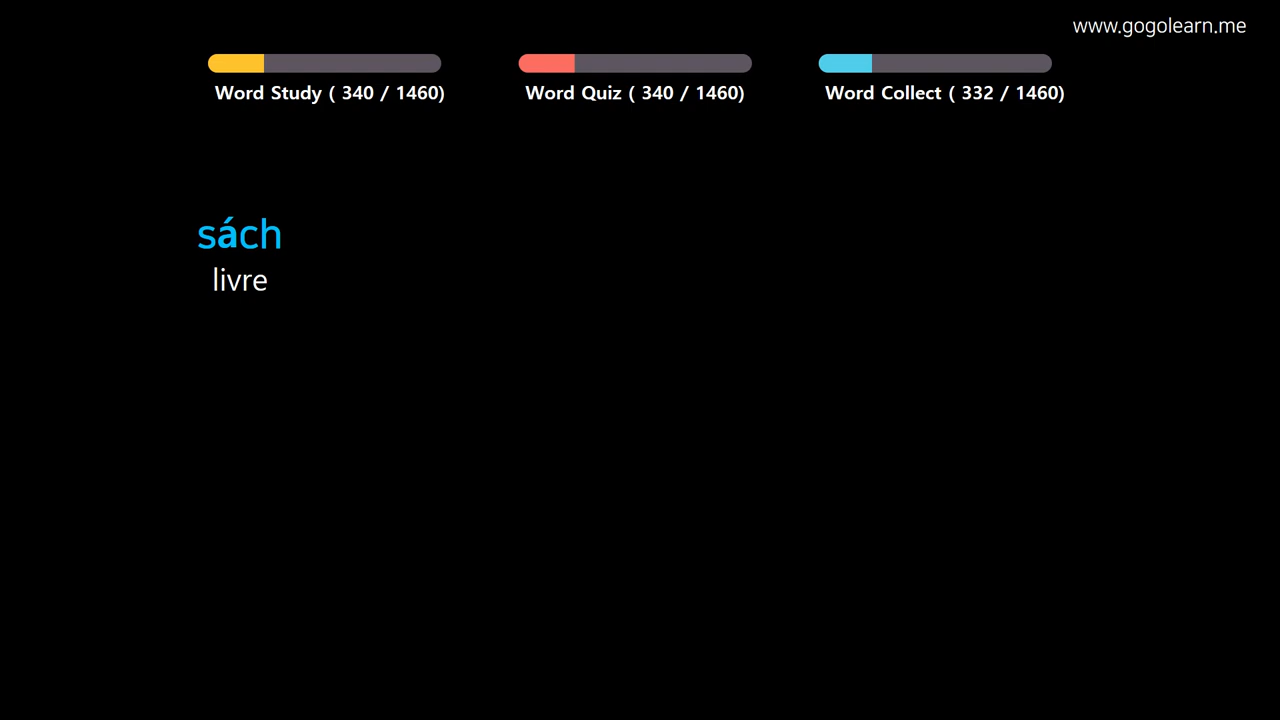 www.gogolearn.me
Word Study ( 340 / 1460)
Word Quiz ( 340 / 1460)
Word Collect ( 332 / 1460)
sách
livre